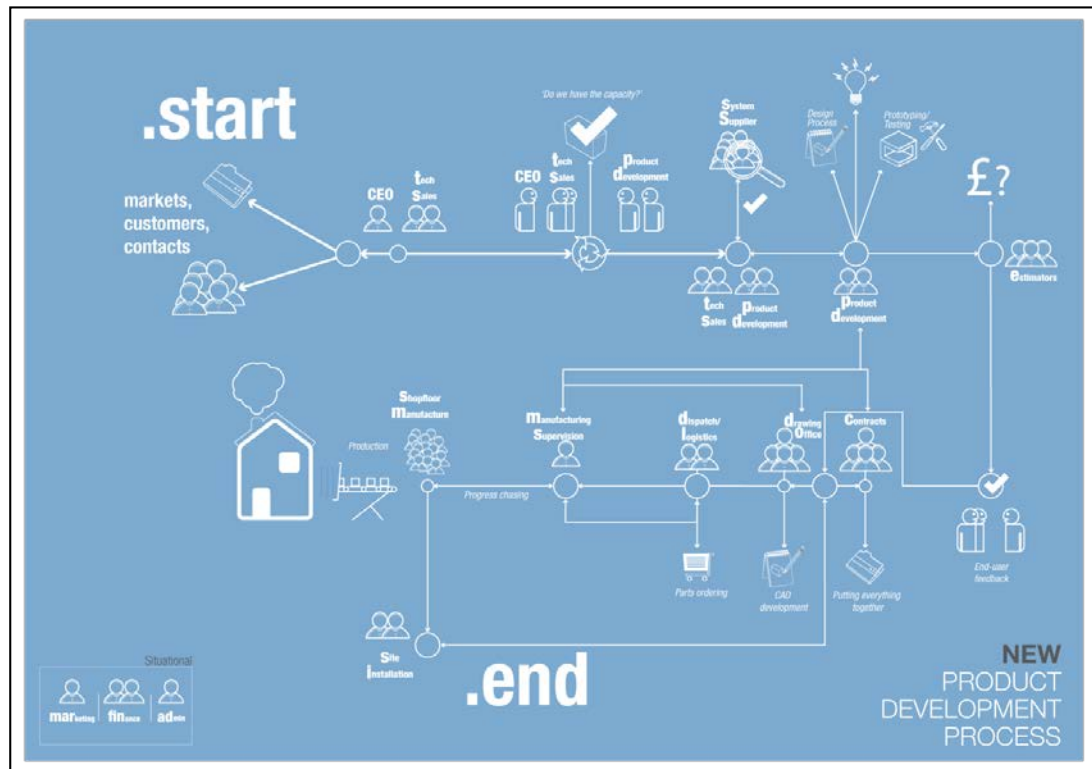 .start
markets,
customers,
contacts
CEO
tech
Sales
'Do we have the capacity?'
CEO
tech
Sales
product
development
System
Supplier
tech
Sales
product
development
Design
Process
Prototyping/
Testing
product
development
£?
estimators
Shopfloor
manufacture
Production
Progress chasing
manufacturing
Supervision
dispatch/
logistics
drawing
Office
Contracts
Parts ordering
CAD
development
Putting everything
together
End-user
feedback
Site
Installation
.end
Situational
marketing
finance
admin
NEW
PRODUCT
DEVELOPMENT
PROCESS